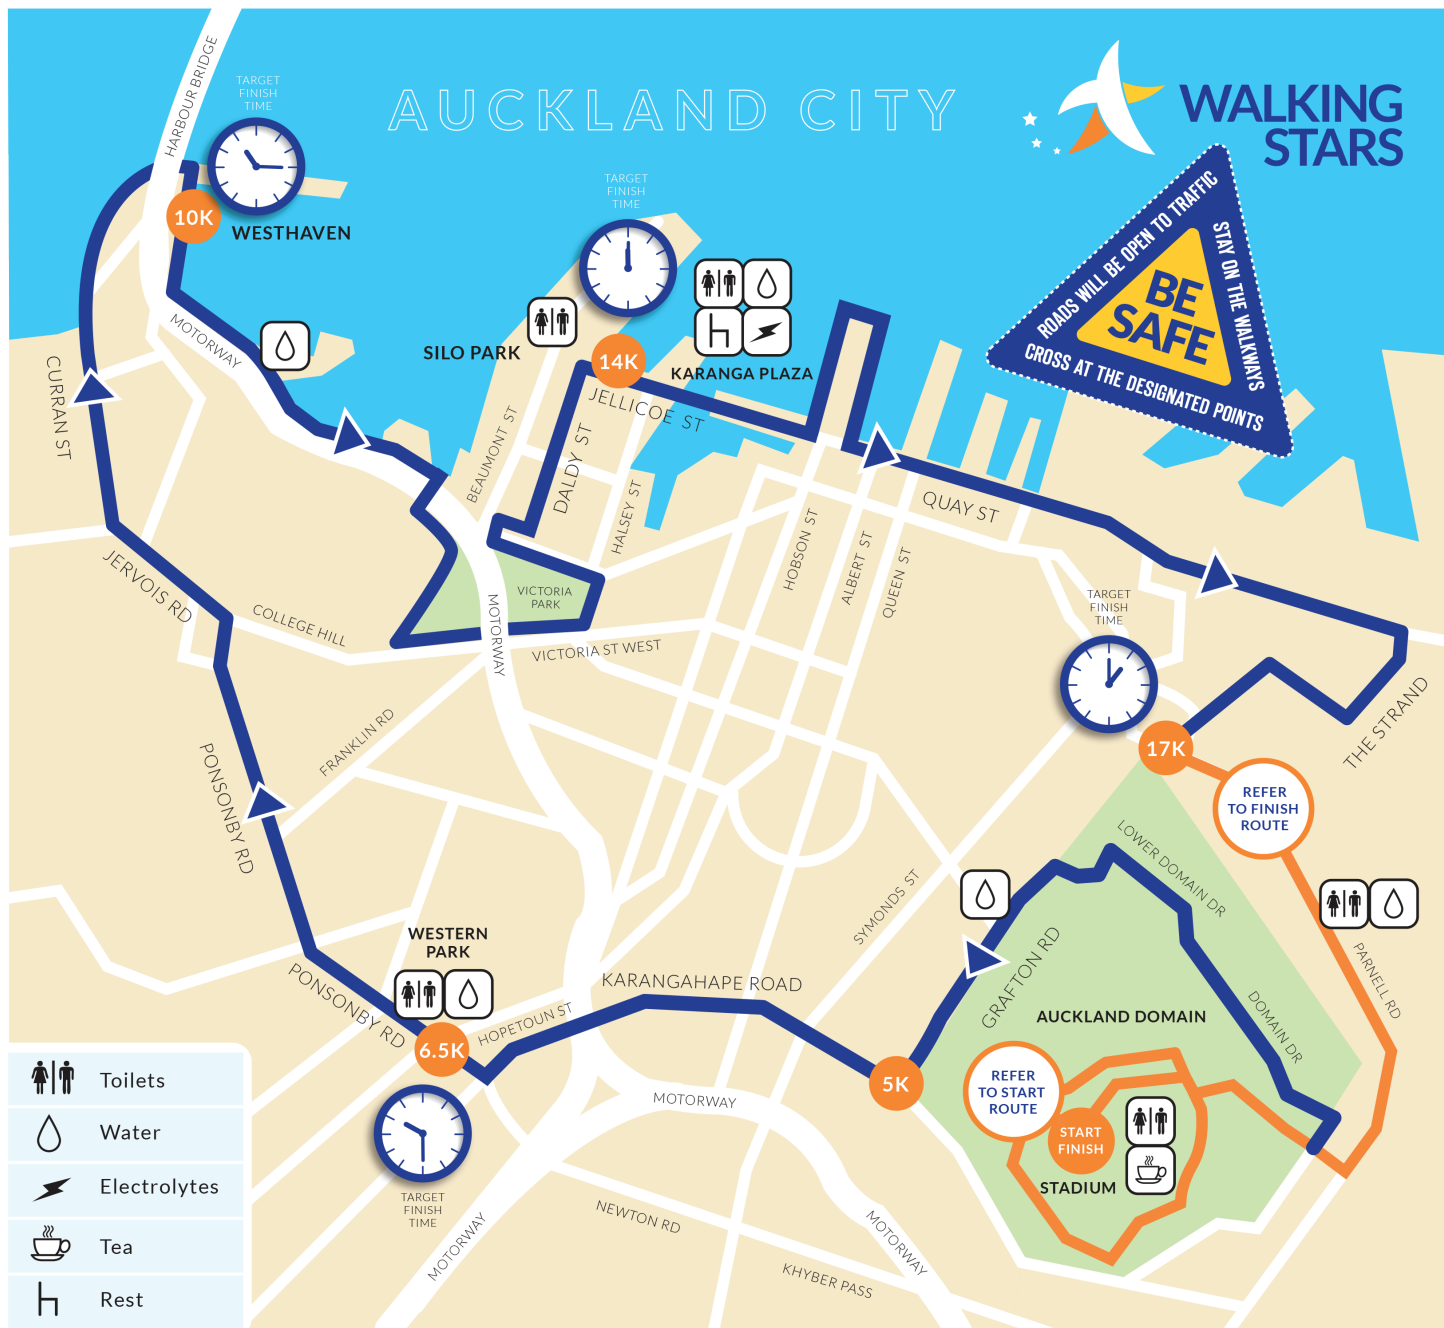 AUCKLAND CITY
WALKING
STARS
ROADS WILL BE OPEN TO TRAFFIC
STAY ON THE WALKWAYS
CROSS AT THE DESIGNATED POINTS
BE
SAFE
HARBOUR BRIDGE
TARGET
FINISH
TIME
10K
WESTHAVEN
TARGET
FINISH
TIME
MOTORWAY
SILO PARK
14K
KARANGA PLAZA
JELLICOE ST
CURRAN ST
BEAUMONT ST
DALDY ST
HALSEY ST
HOBSON ST
ALBERT ST
QUEEN ST
QUAY ST
JERVOIS RD
COLLEGE HILL
VICTORIA
PARK
MOTORWAY
VICTORIA ST WEST
TARGET
FINISH
TIME
THE STRAND
17K
REFER
TO FINISH
ROUTE
FRANKLIN RD
PONSONBY RD
LOWER DOMAIN DR
SYMONDS ST
GRAFTON RD
PARNELL RD
DOMAIN DR
WESTERN
PARK
PONSONBY RD
HOPETOUN ST
KARANGAHAPE ROAD
6.5K
5K
AUCKLAND DOMAIN
REFER
TO START
ROUTE
START
FINISH
STADIUM
MOTORWAY
TARGET
FINISH
TIME
MOTORWAY
NEWTON RD
MOTORWAY
KHYBER PASS
Toilets
Water
Electrolytes
Tea
Rest